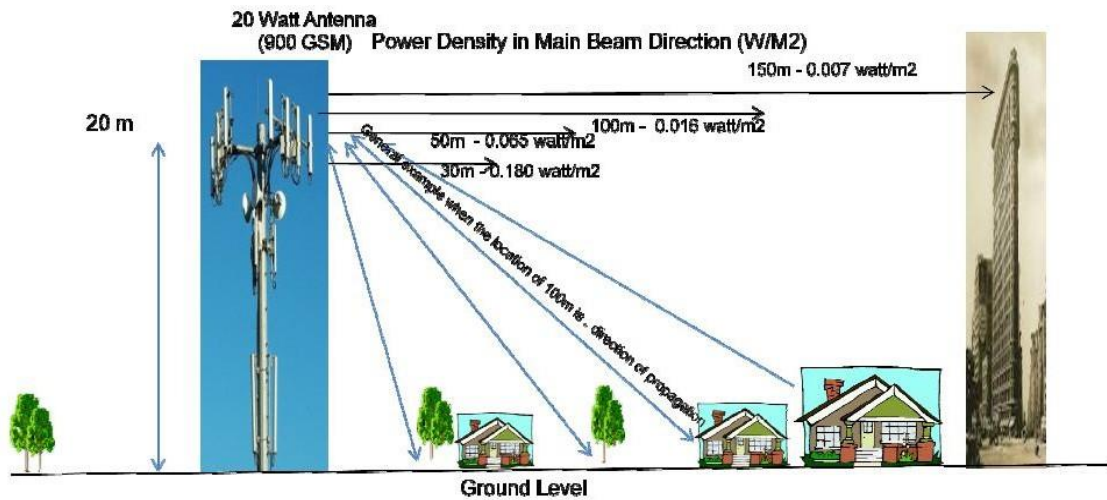 20 Watt Antenna
(900 GSM)
Power Density in Main Beam Direction (W/M2)
150m - 0.007 watt/m2
20 m
100m - 0.016 watt/m2
50m - 0.065 watt/m2
30m - 0.180 watt/m2
General example when the location of 100m is - direction of propagation
Ground Level